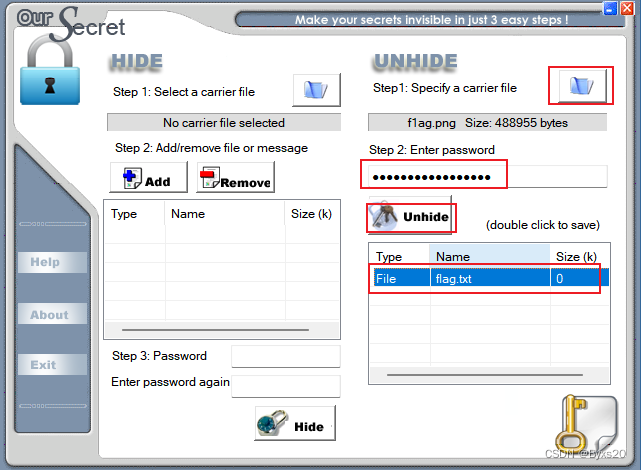 Our Secret
Make your secrets invisible in just 3 easy steps !
HIDE
Step 1: Select a carrier file
No carrier file selected
Step 2: Add/remove file or message
Add
Remove
Type Name Size (k)
Step 3: Password
Enter password again
Hide
UNHIDE
Step1: Specify a carrier file
f1ag.png Size: 488955 bytes
Step 2: Enter password
•••••••••••••••••
Unhide
(double click to save)
Type Name Size (k)
File flag.txt 0
Help
About
Exit
CSDN @Byxs20